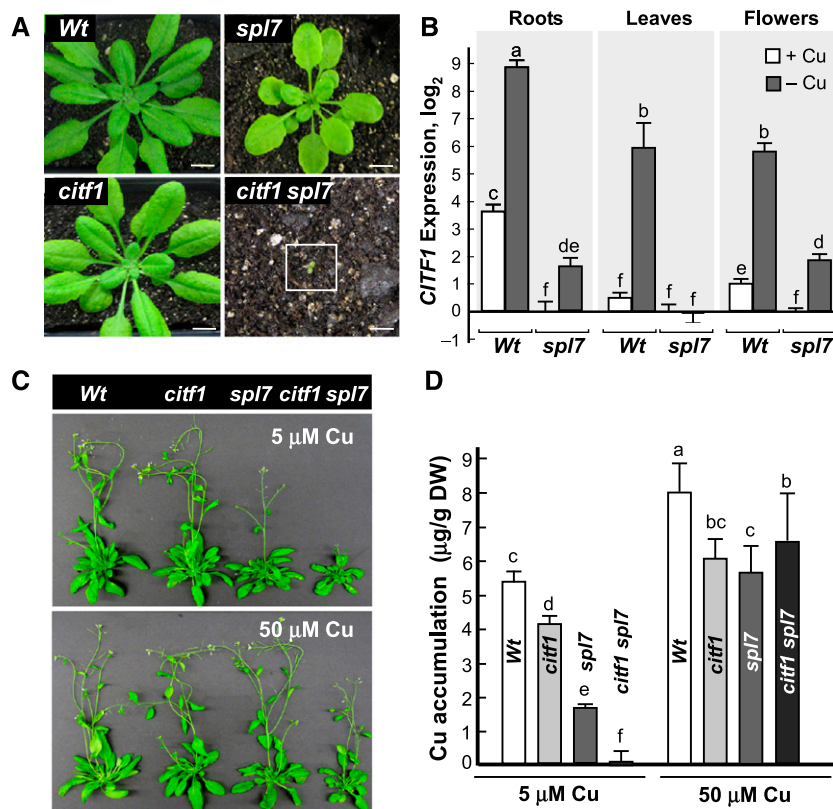 A
Wt
spl7
citf1
citf1 spl7
B
Roots
Leaves
Flowers
CITF1 Expression, log2
9
8
7
6
5
4
3
2
1
0
–1
+ Cu
– Cu
c
a
f
de
f
b
f
f
e
b
f
d
Wt
spl7
Wt
spl7
Wt
spl7
C
Wt
citf1
spl7
citf1 spl7
5 μM Cu
50 μM Cu
D
Cu accumulation (μg/g DW)
9
8
7
6
5
4
3
2
1
0
c
d
e
f
a
bc
c
b
Wt
citf1
spl7
citf1 spl7
Wt
citf1
spl7
citf1 spl7
5 μM Cu
50 μM Cu